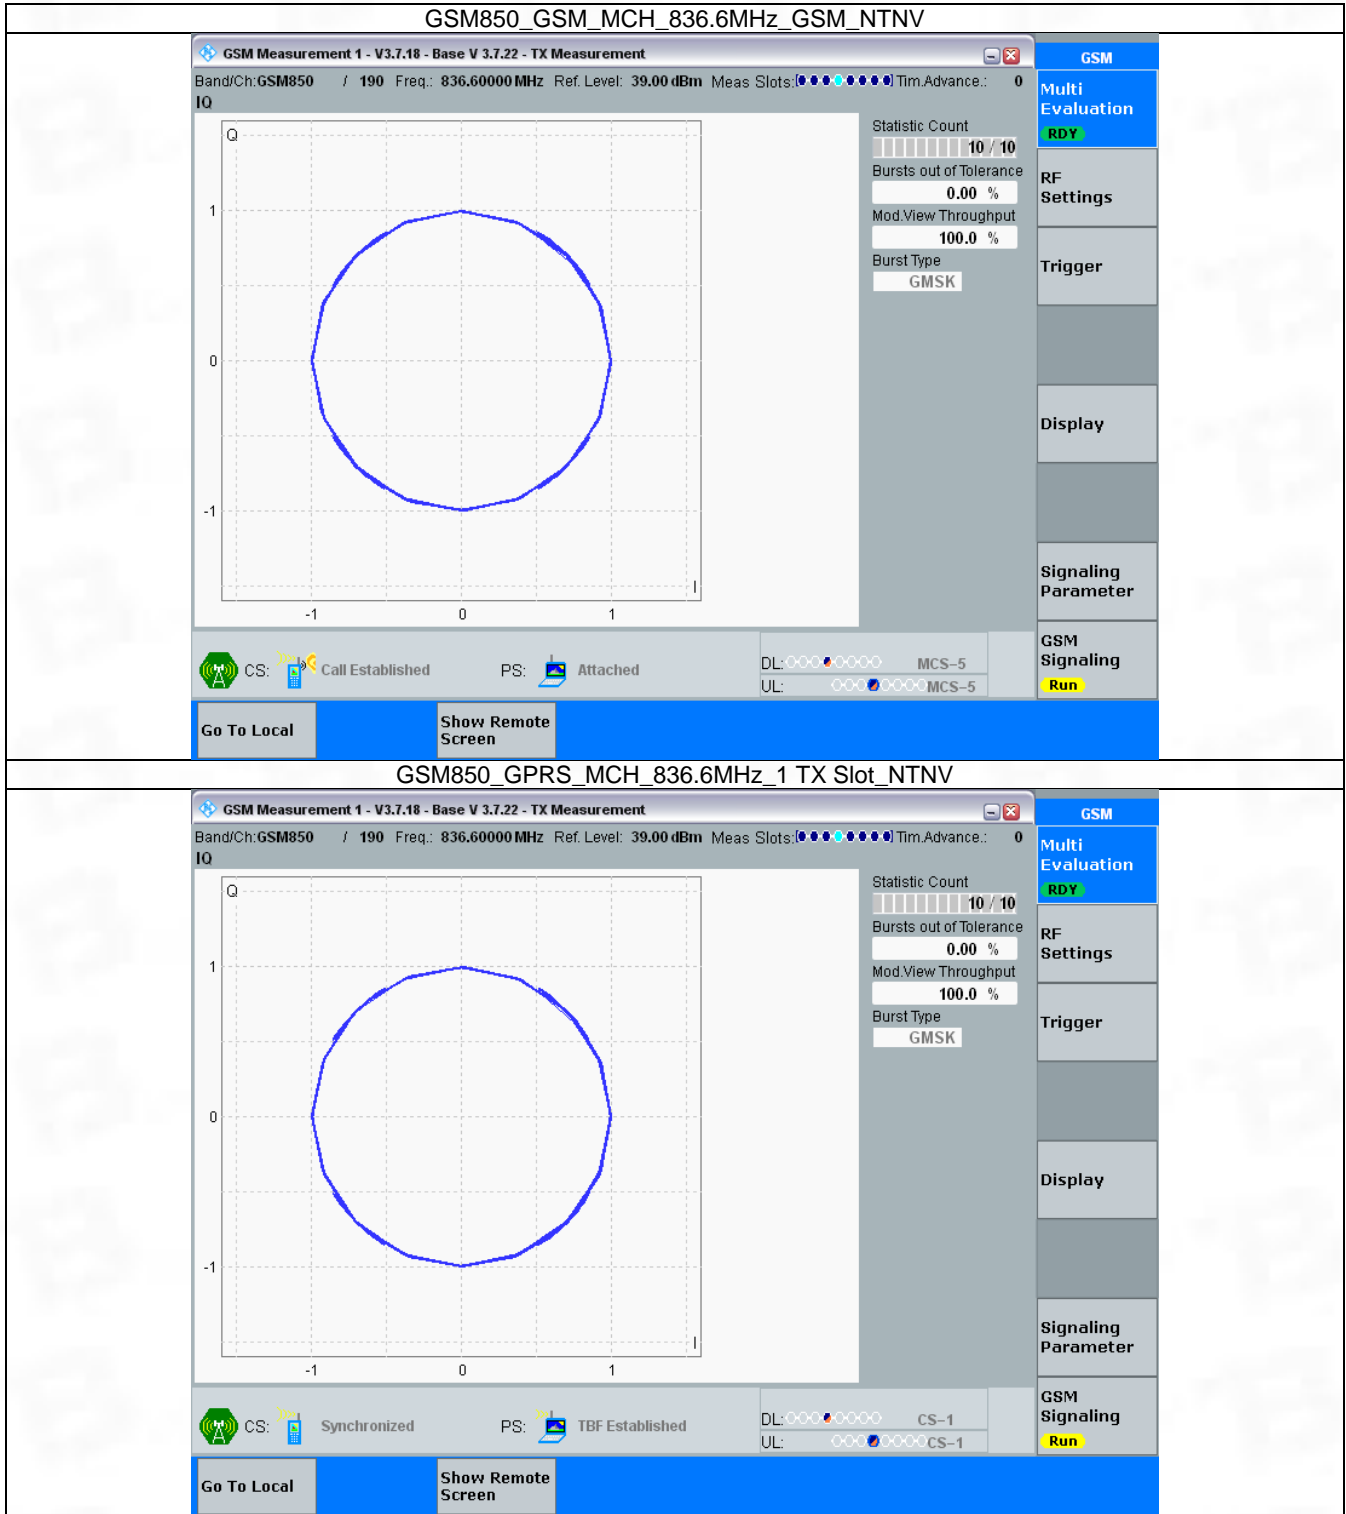 GSM850_GSM_MCH_836.6MHz_GSM_NTNV
GSM Measurement 1 - V3.7.18 - Base V 3.7.22 - TX Measurement
GSM
Band/Ch: GSM850 / 190 Freq.: 836.60000 MHz Ref. Level: 39.00 dBm Meas Slots: Tim.Advance.: 0
IQ
Multi
Evaluation
RDY
Q
Statistic Count
10 / 10
Bursts out of Tolerance
0.00 %
Mod.View Throughput
100.0 %
Burst Type
GMSK
RF
Settings
Trigger
1
0
-1
I
-1 0 1
Display
Signaling
Parameter
GSM
Signaling
Run
CS: Call Established PS: Attached
DL: MCS-5
UL: MCS-5
Go To Local
Show Remote
Screen
GSM850_GPRS_MCH_836.6MHz_1 TX Slot_NTNV
GSM Measurement 1 - V3.7.18 - Base V 3.7.22 - TX Measurement
GSM
Band/Ch: GSM850 / 190 Freq.: 836.60000 MHz Ref. Level: 39.00 dBm Meas Slots: Tim.Advance.: 0
IQ
Multi
Evaluation
RDY
Q
Statistic Count
10 / 10
Bursts out of Tolerance
0.00 %
Mod.View Throughput
100.0 %
Burst Type
GMSK
RF
Settings
Trigger
1
0
-1
I
-1 0 1
Display
Signaling
Parameter
GSM
Signaling
Run
CS: Synchronized PS: TBF Established
DL: CS-1
UL: CS-1
Go To Local
Show Remote
Screen